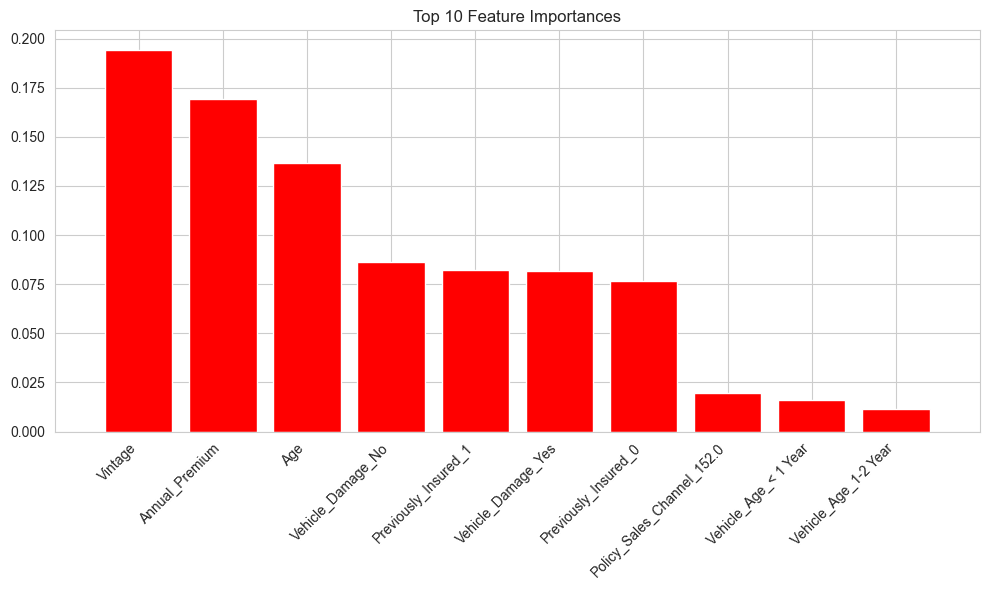 Top 10 Feature Importances
0.200
0.175
0.150
0.125
0.100
0.075
0.050
0.025
0.000
Vintage
Annual_Premium
Age
Vehicle_Damage_No
Previously_Insured_1
Vehicle_Damage_Yes
Previously_Insured_0
Policy_Sales_Channel_152.0
Vehicle_Age_< 1 Year
Vehicle_Age_1-2 Year